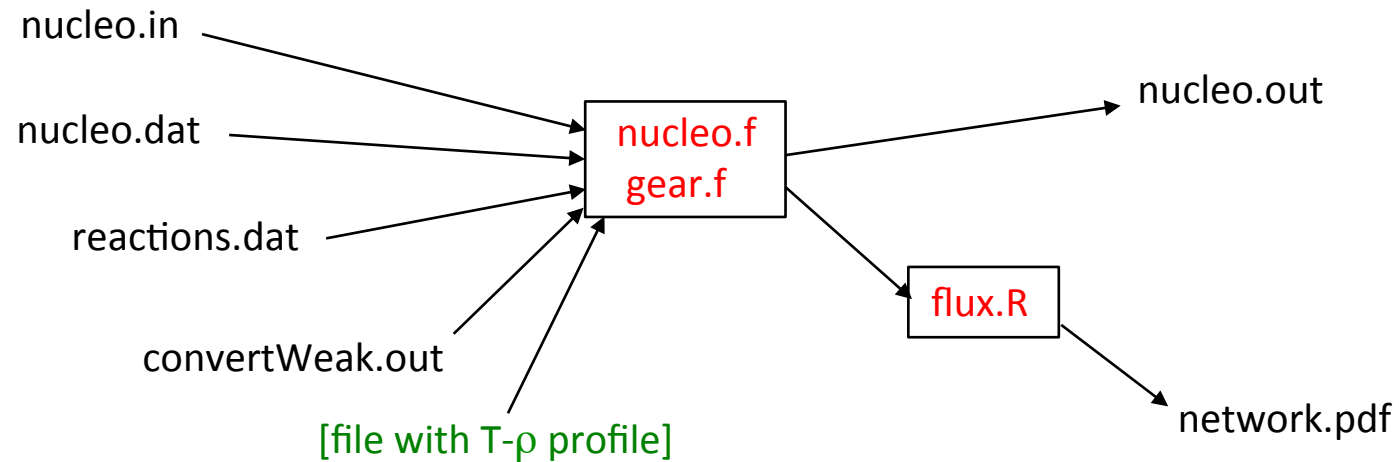 nucleo.in
nucleo.dat
reactions.dat
convertWeak.out
[file with T-ρ profile]
nucleo.f
gear.f
nucleo.out
flux.R
network.pdf